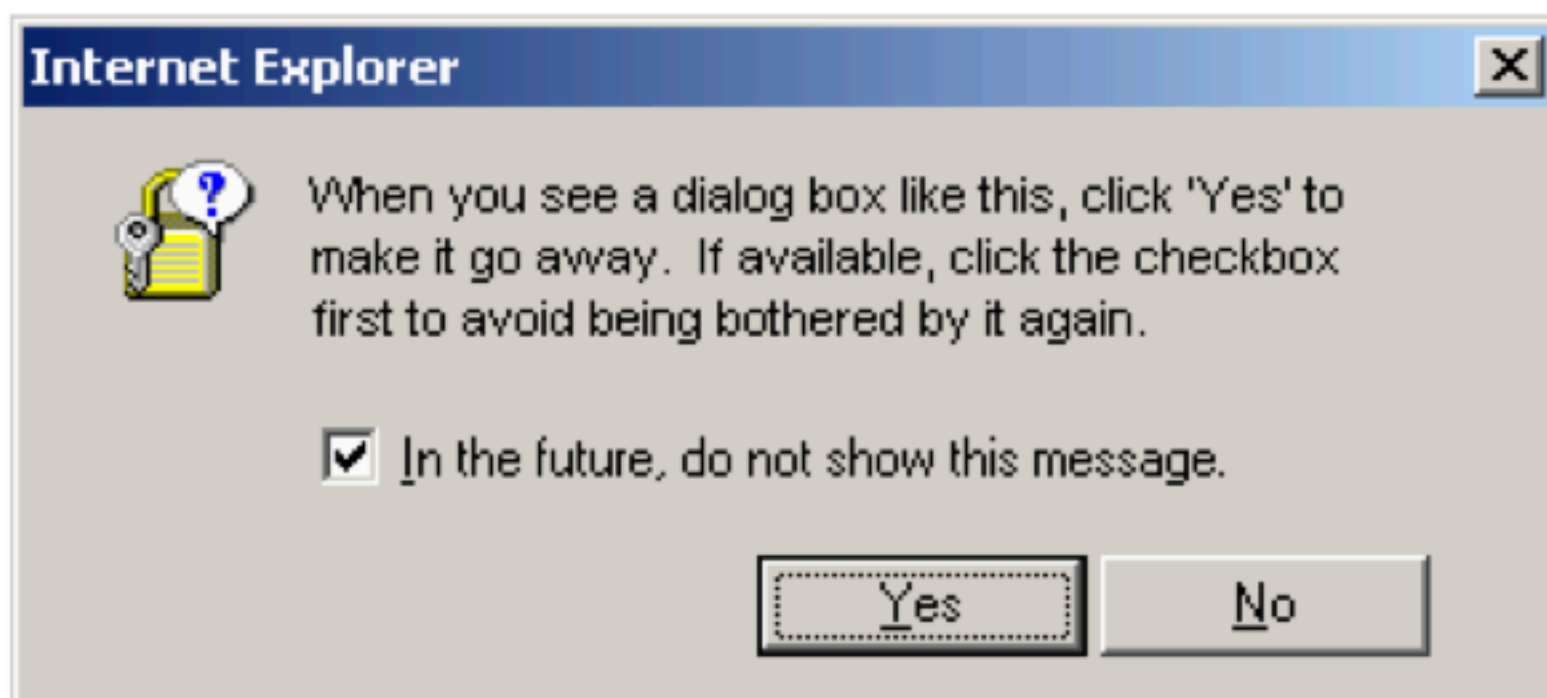 Internet Explorer
When you see a dialog box like this, click 'Yes' to
make it go away.  If available, click the checkbox
first to avoid being bothered by it again.
In the future, do not show this message.
Yes No